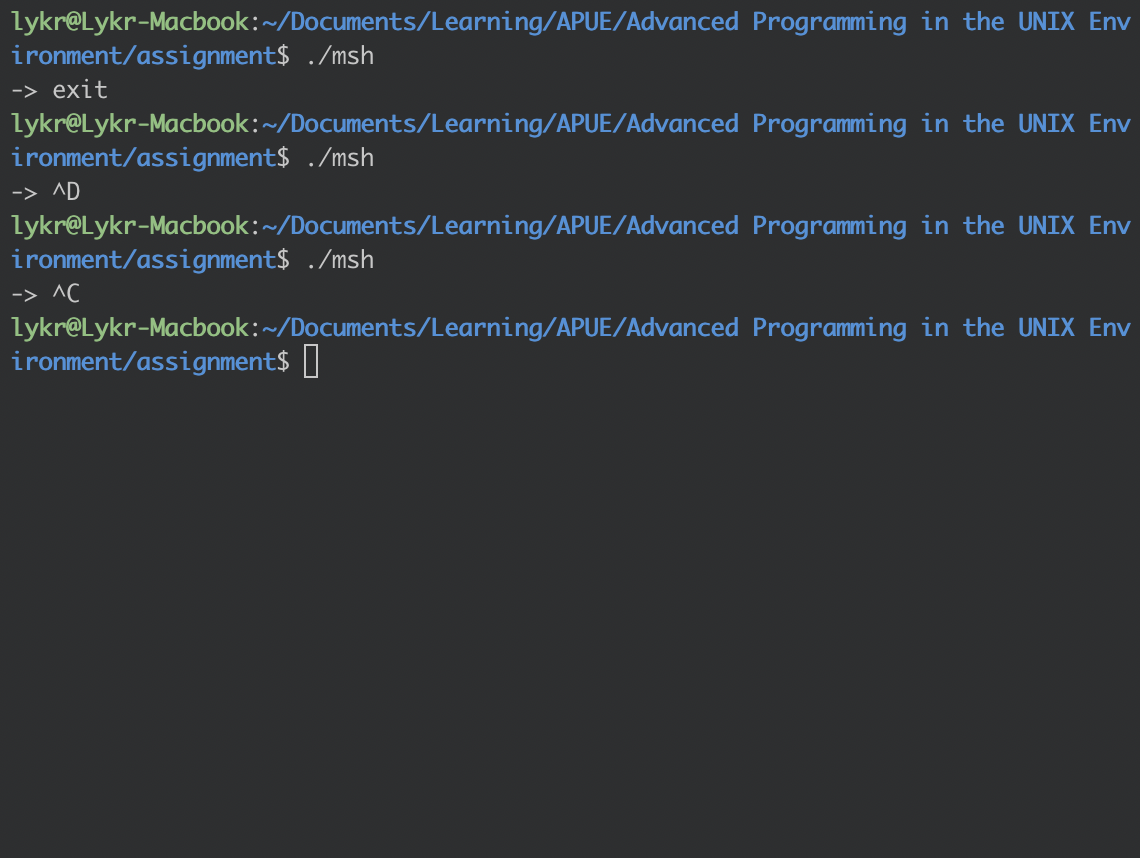 lykr@Lykr-Macbook:~/Documents/Learning/APUE/Advanced Programming in the UNIX Env
ironment/assignment$ ./msh
-> exit
lykr@Lykr-Macbook:~/Documents/Learning/APUE/Advanced Programming in the UNIX Env
ironment/assignment$ ./msh
-> ^D
lykr@Lykr-Macbook:~/Documents/Learning/APUE/Advanced Programming in the UNIX Env
ironment/assignment$ ./msh
-> ^C
lykr@Lykr-Macbook:~/Documents/Learning/APUE/Advanced Programming in the UNIX Env
ironment/assignment$